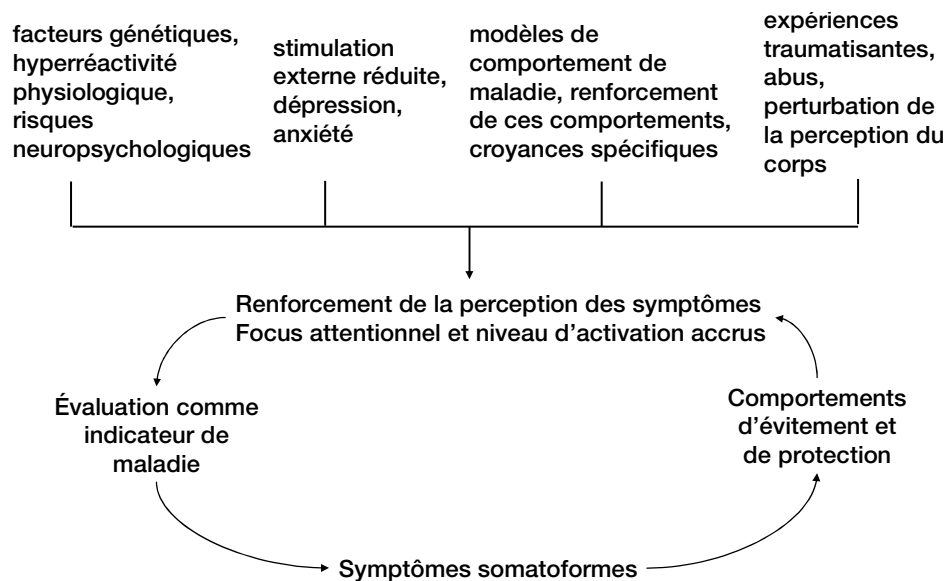 facteurs génétiques,
hyperréactivité
physiologique,
risques
neuropsychologiques
stimulation
externe réduite,
dépression,
anxiété
modèles de
comportement de
maladie, renforcement
de ces comportements,
croyances spécifiques
expériences
traumatisantes,
abus,
perturbation de
la perception du
corps
Renforcement de la perception des symptômes
Focus attentionnel et niveau d'activation accrus
Évaluation comme
indicateur de
maladie
Comportements
d'évitement et
de protection
Symptômes somatoformes